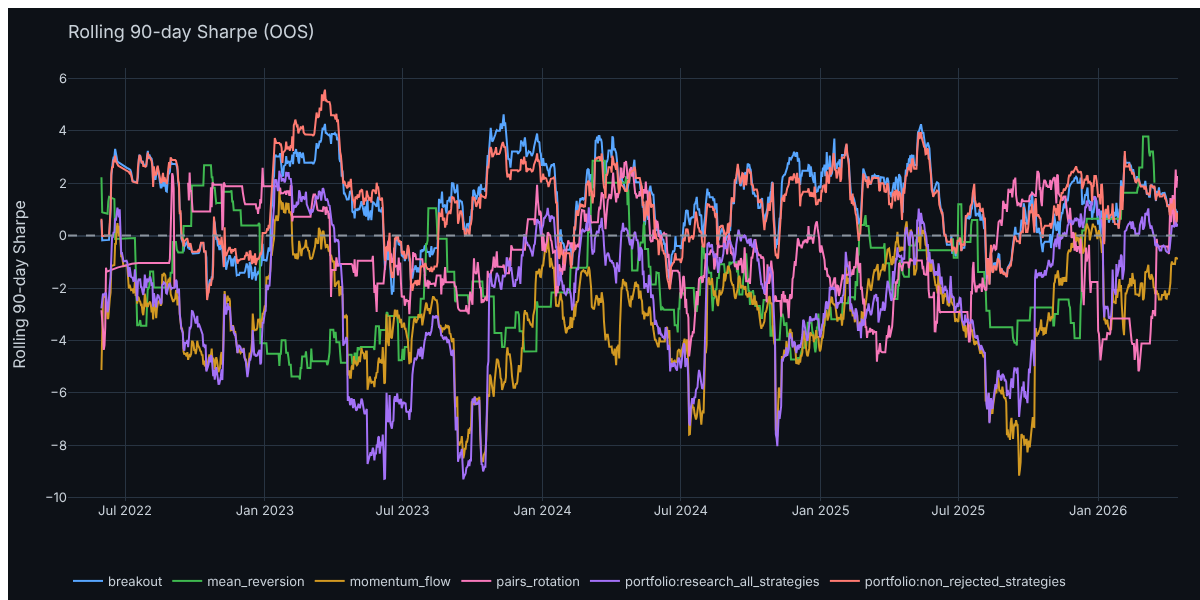 Rolling 90-day Sharpe (OOS)
Rolling 90-day Sharpe
6
4
2
0
−2
−4
−6
−8
−10
Jul 2022 Jan 2023 Jul 2023 Jan 2024 Jul 2024 Jan 2025 Jul 2025 Jan 2026
breakout mean_reversion momentum_flow pairs_rotation portfolio:research_all_strategies portfolio:non_rejected_strategies